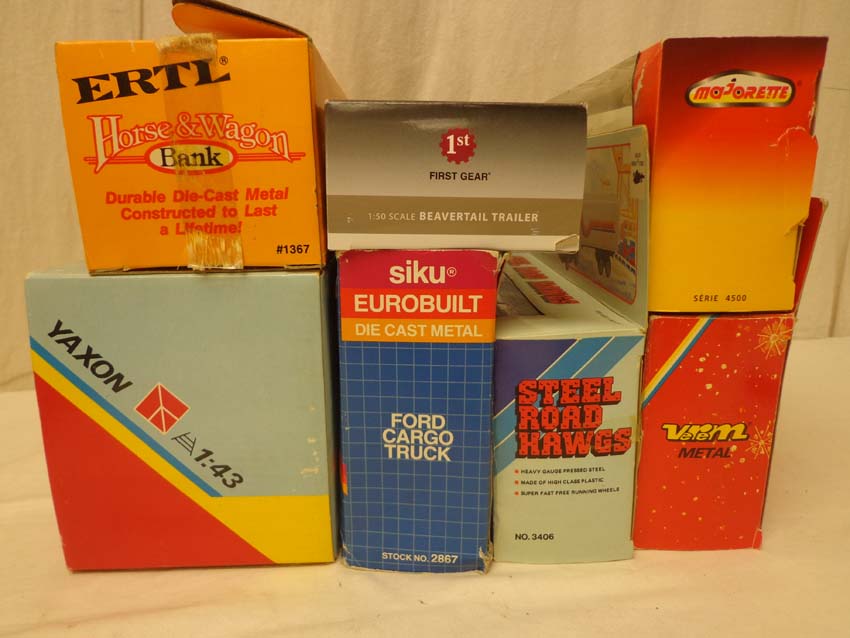 ERTL®
Horse & Wagon
Bank
Durable Die-Cast Metal
Constructed to Last
a Lifetime!
#1367
1st
FIRST GEAR®
1:50 SCALE BEAVERTAIL TRAILER
MAJORETTE®
SÉRIE 4500
YAXON
1:43
siku®
EUROBUILT
DIE CAST METAL
FORD
CARGO
TRUCK
STOCK NO. 2867
STEEL
ROAD
HAWGS
• HEAVY GAUGE PRESSED STEEL
• MADE OF HIGH CLASS PLASTIC
• SUPER FAST FREE RUNNING WHEELS
NO. 3406
METAL